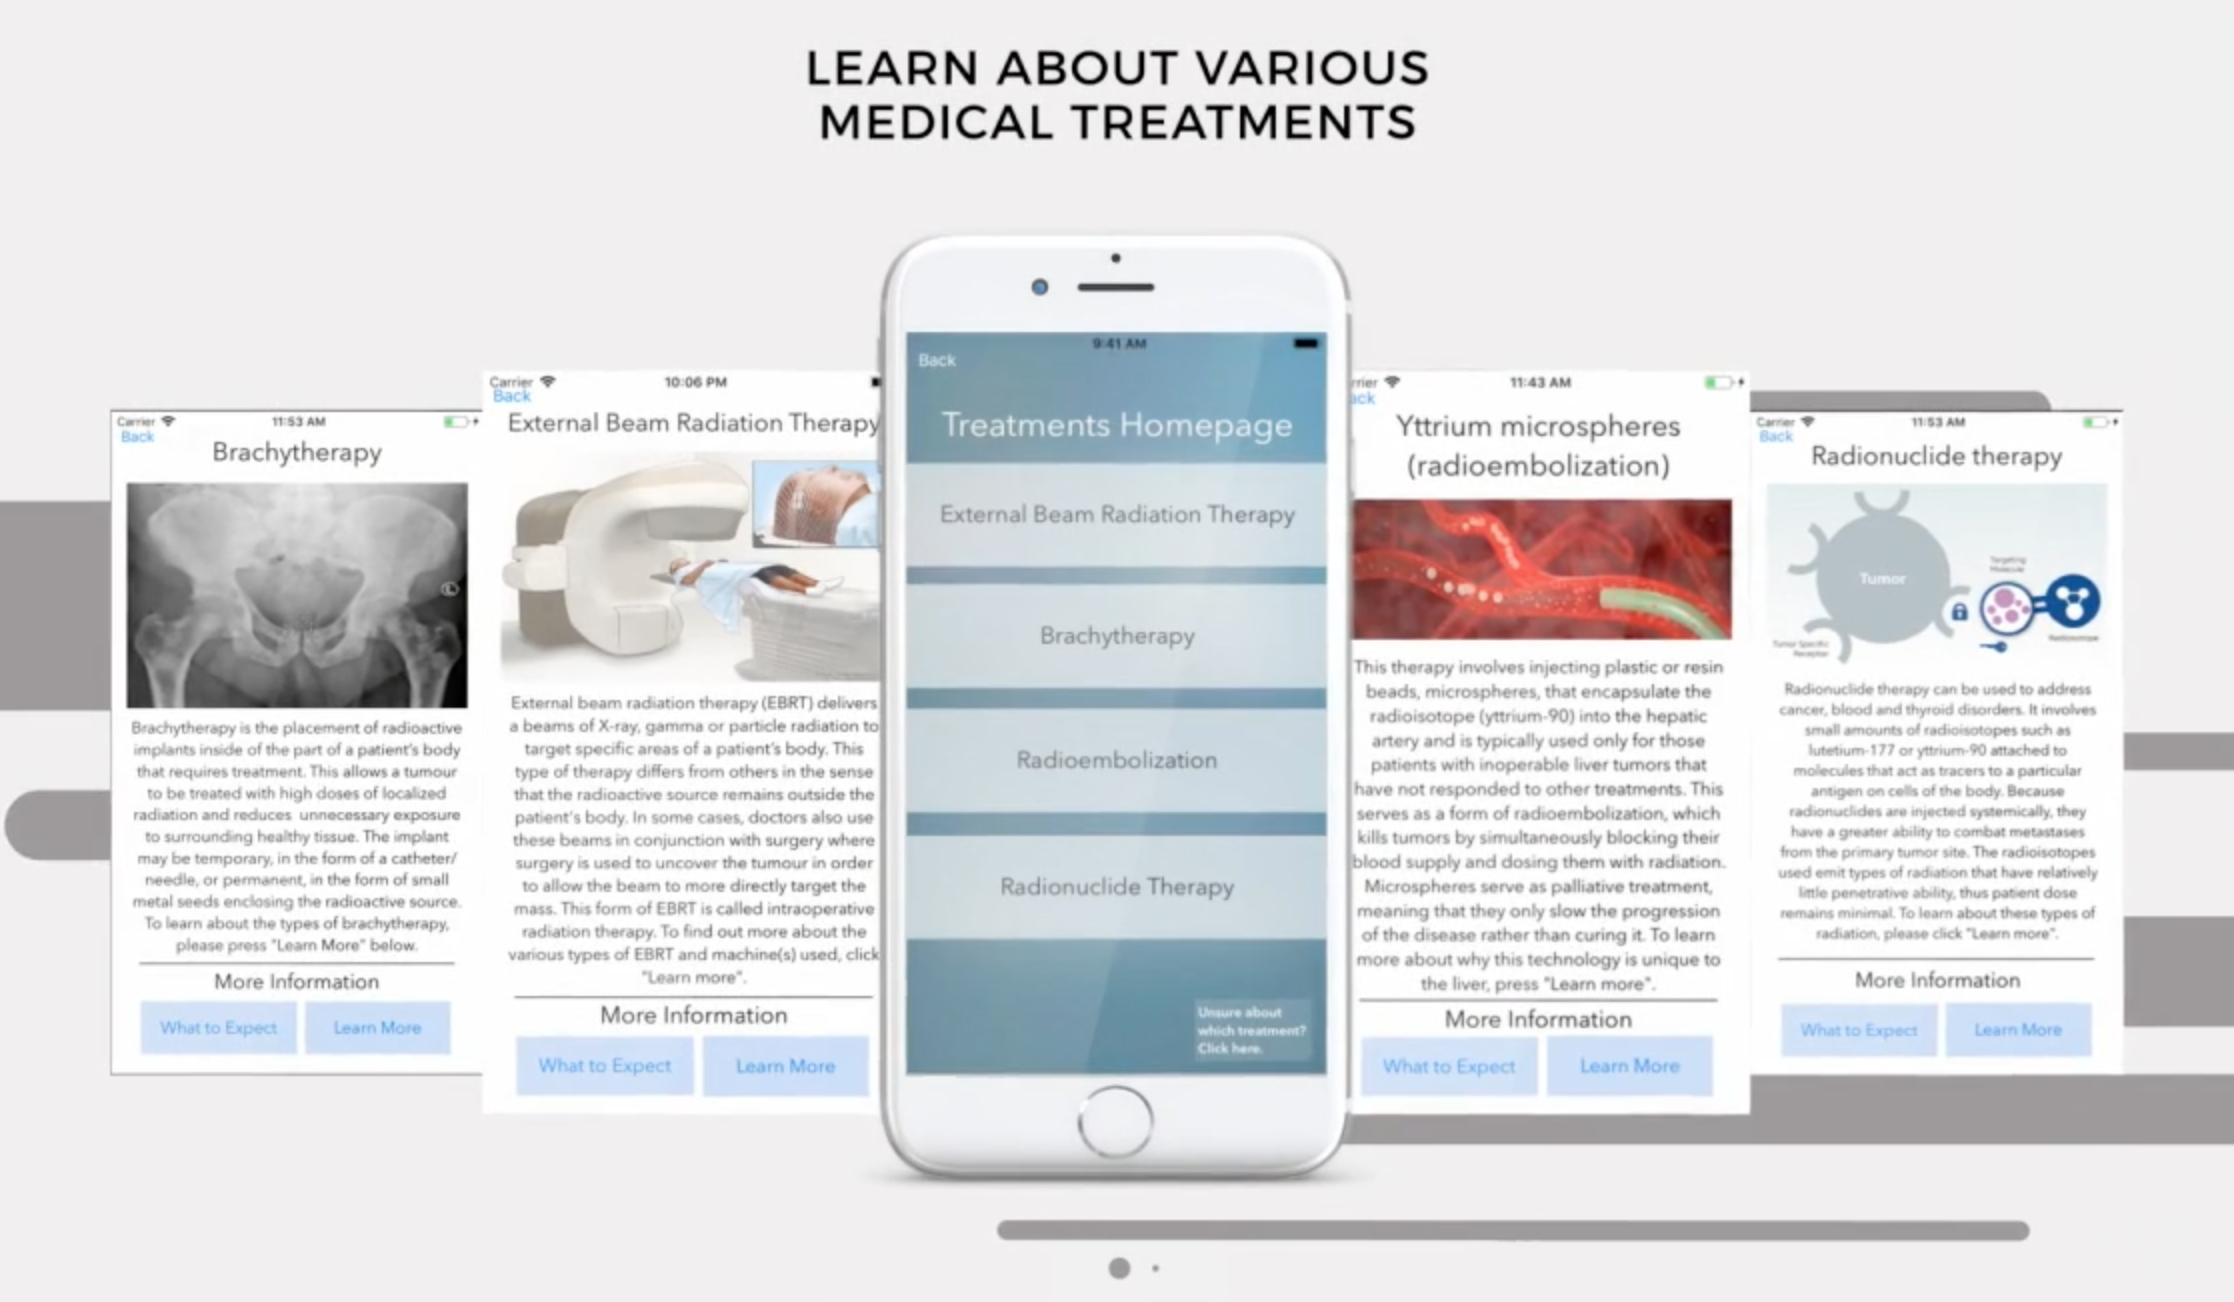 LEARN ABOUT VARIOUS
MEDICAL TREATMENTS
Carrier 11:53 AM
Back
Brachytherapy
Brachytherapy is the placement of radioactive
implants inside of the part of a patient's body
that requires treatment. This allows a tumour
to be treated with high doses of localized
radiation and reduces unnecessary exposure
to surrounding healthy tissue. The implant
may be temporary, in the form of a catheter/
needle, or permanent, in the form of small
metal seeds enclosing the radioactive source.
To learn about the types of brachytherapy,
please press "Learn More" below.
More Information
What to Expect Learn More
Carrier 10:06 PM
Back
External Beam Radiation Therapy
External beam radiation therapy (EBRT) delivers
a beams of X-ray, gamma or particle radiation to
target specific areas of a patient's body. This
type of therapy differs from others in the sense
that the radioactive source remains outside the
patient's body. In some cases, doctors also use
these beams in conjunction with surgery where
surgery is used to uncover the tumour in order
to allow the beam to more directly target the
mass. This form of EBRT is called intraoperative
radiation therapy. To find out more about the
various types of EBRT and machine(s) used, click
"Learn more".
More Information
What to Expect Learn More
9:41 AM
Back
Treatments Homepage
External Beam Radiation Therapy
Brachytherapy
Radioembolization
Radionuclide Therapy
Unsure about
which treatment?
Click here.
rrier 11:43 AM
ack
Yttrium microspheres
(radioembolization)
This therapy involves injecting plastic or resin
beads, microspheres, that encapsulate the
radioisotope (yttrium-90) into the hepatic
artery and is typically used only for those
patients with inoperable liver tumors that
have not responded to other treatments. This
serves as a form of radioembolization, which
kills tumors by simultaneously blocking their
blood supply and dosing them with radiation.
Microspheres serve as palliative treatment,
meaning that they only slow the progression
of the disease rather than curing it. To learn
more about why this technology is unique to
the liver, press "Learn more".
More Information
What to Expect Learn More
Carrier 11:53 AM
Back
Radionuclide therapy
Tumor
Targeting
Molecule
Tumor Specific
Receptor
Radioisotope
Radionuclide therapy can be used to address
cancer, blood and thyroid disorders. It involves
small amounts of radioisotopes such as
lutetium-177 or yttrium-90 attached to
molecules that act as tracers to a particular
antigen on cells of the body. Because
radionuclides are injected systemically, they
have a greater ability to combat metastases
from the primary tumor site. The radioisotopes
used emit types of radiation that have relatively
little penetrative ability, thus patient dose
remains minimal. To learn about these types of
radiation, please click "Learn more".
More Information
What to Expect Learn More